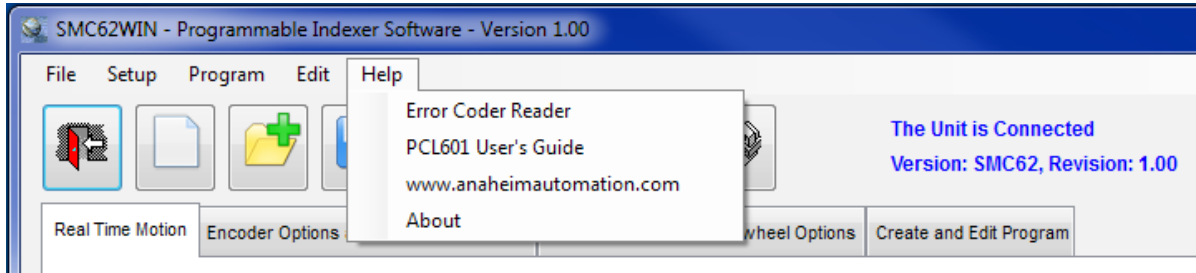 SMC62WIN - Programmable Indexer Software - Version 1.00
File Setup Program Edit Help
Error Coder Reader
PCL601 User's Guide
www.anaheimautomation.com
About
The Unit is Connected
Version: SMC62, Revision: 1.00
Real Time Motion Encoder Options wheel Options Create and Edit Program